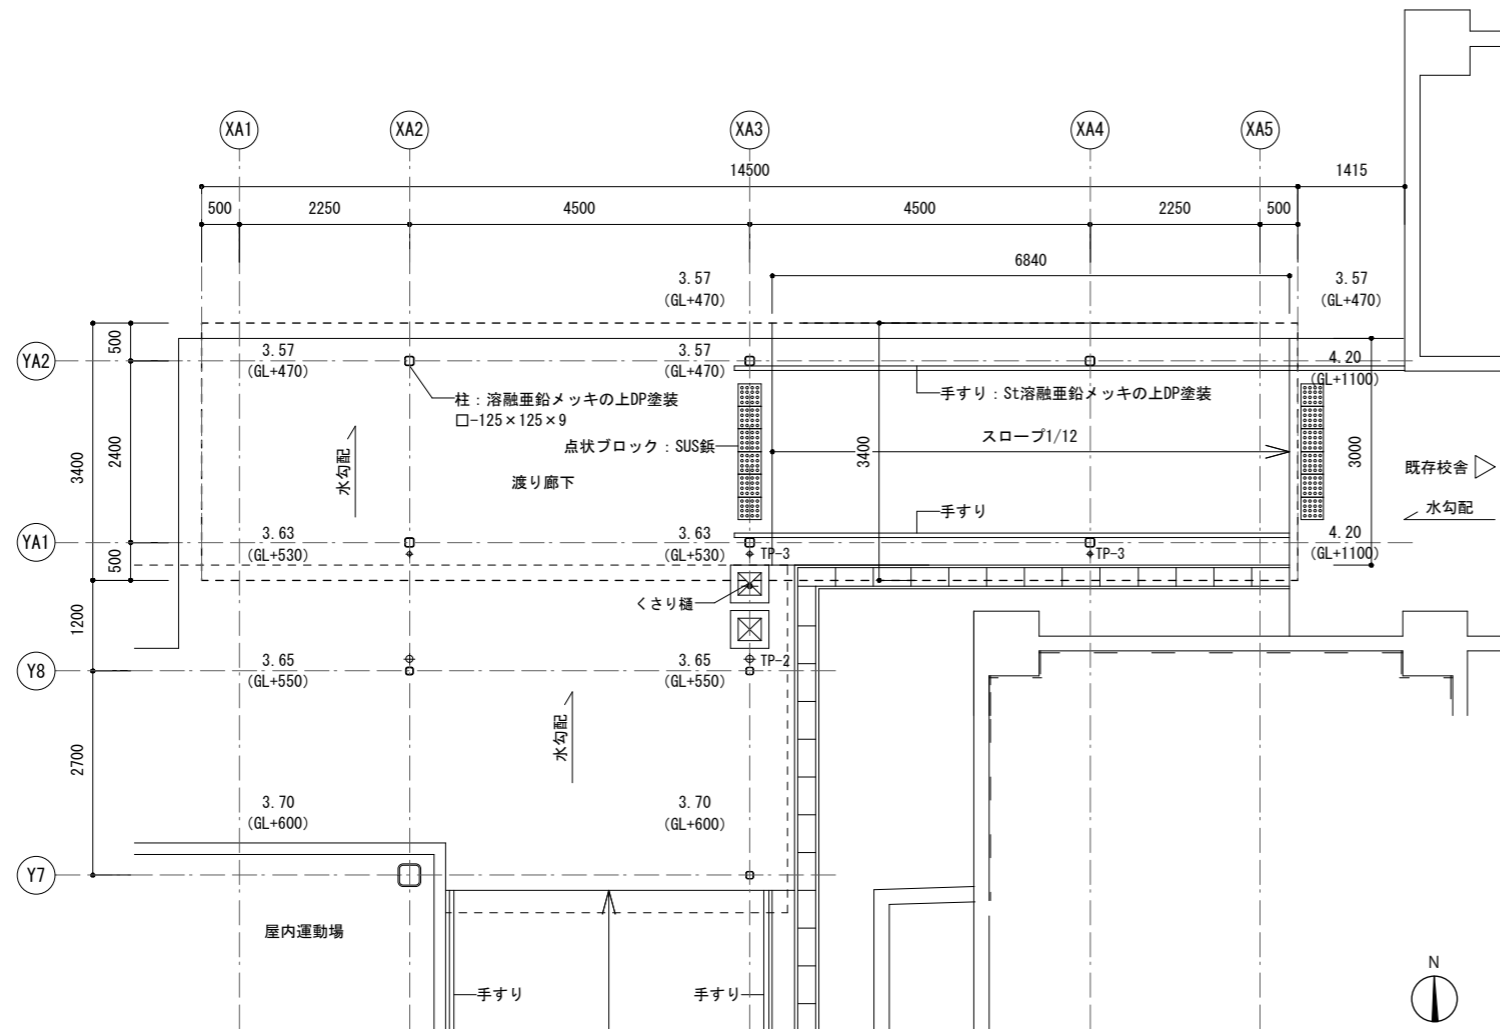 XA1
XA2
XA3
XA4
XA5
14500
1415
500
2250
4500
4500
2250
500
6840
3.57
(GL+470)
3.57
(GL+470)
YA2
500
3.57
(GL+470)
3.57
(GL+470)
4.20
(GL+1100)
柱：溶融亜鉛メッキの上DP塗装
□-125×125×9
手すり：St溶融亜鉛メッキの上DP塗装
点状ブロック：SUS鋲
スロープ1/12
3400
2400
水勾配
渡り廊下
3400
3000
既存校舎
水勾配
手すり
YA1
3.63
(GL+530)
3.63
(GL+530)
TP-3
TP-3
4.20
(GL+1100)
500
くさり樋
1200
Y8
3.65
(GL+550)
3.65
(GL+550)
TP-2
水勾配
2700
3.70
(GL+600)
3.70
(GL+600)
Y7
屋内運動場
手すり
手すり
N